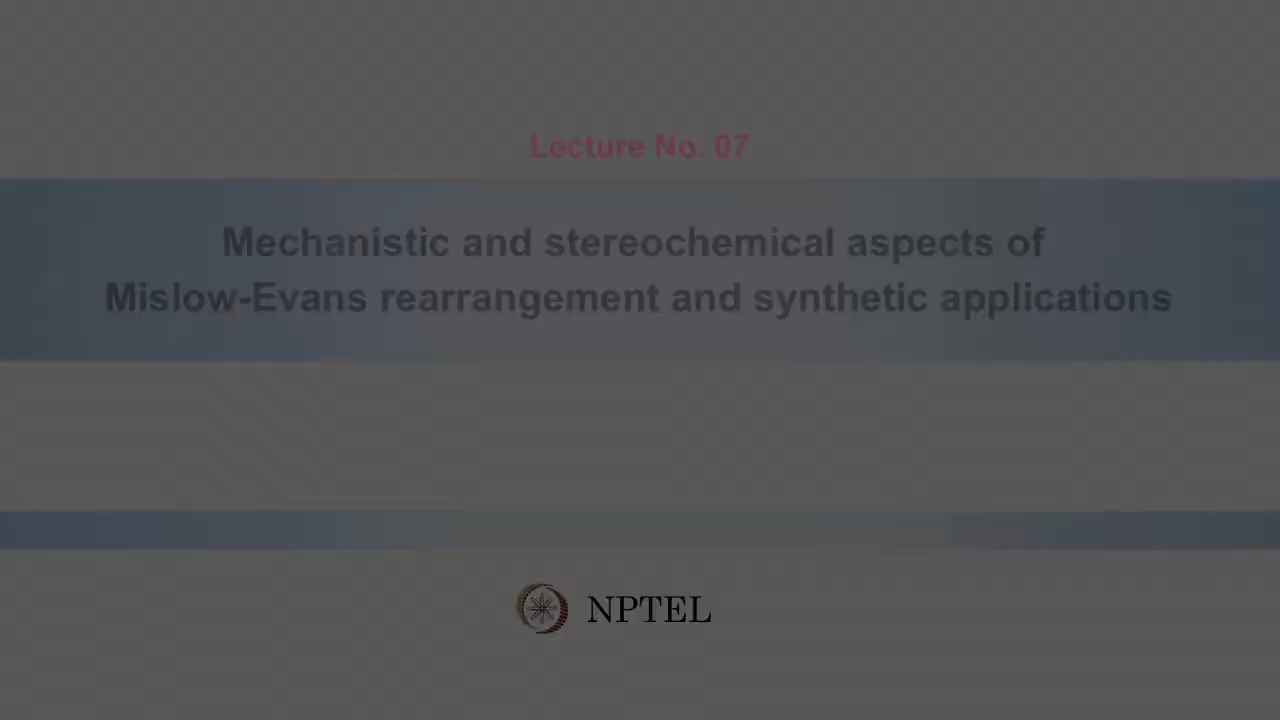 Lecture No. 07
Mechanistic and stereochemical aspects of
Mislow-Evans rearrangement and synthetic applications
NPTEL